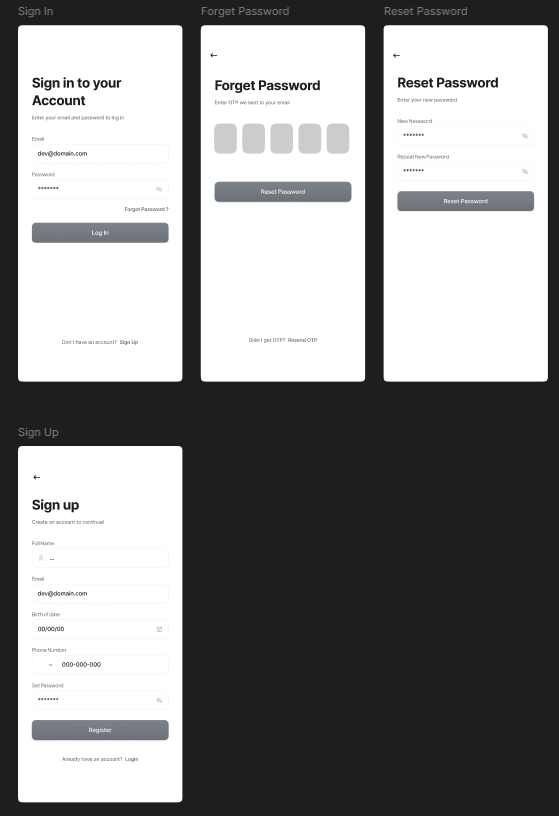 Sign In
Sign in to your
Account
Enter your email and password to log in
Email
dev@domain.com
Password
*******
Forgot Password ?
Log In
Don't have an account? Sign Up
Forget Password
Forget Password
Enter OTP we sent to your email
Reset Password
Didn't get OTP? Resend OTP
Reset Password
Reset Password
Enter your new password
New Password
*******
Repeat New Password
*******
Reset Password
Sign Up
Sign up
Create an account to continue!
Full Name
...
Email
dev@domain.com
Birth of date
00/00/00
Phone Number
000-000-000
Set Password
*******
Register
Already have an account? Login